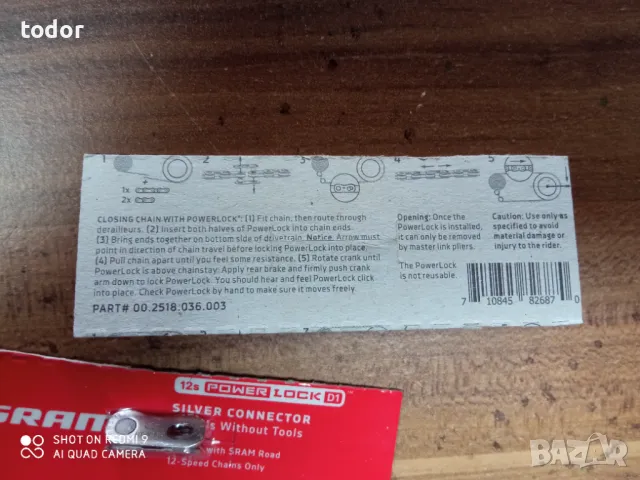 todor
1 2 3 4 5
1x
2x
CLOSING CHAIN WITH POWERLOCK: (1) Fit chain, then route through
derailleurs. (2) Insert both halves of PowerLock into chain ends.
(3) Bring ends together on bottom side of drivetrain. Notice: Arrow must
point in direction of chain travel before locking PowerLock into place.
(4) Pull chain apart until you feel some resistance. (5) Rotate crank until
PowerLock is above chainstay. Apply rear brake and firmly push crank
arm down to lock PowerLock. You should hear and feel PowerLock click
into place. Check PowerLock by hand to make sure it moves freely.
PART# 00.2518.036.003
Opening: Once the
PowerLock is installed,
it can only be removed
by master link pliers.
The PowerLock
is not reusable.
Caution: Use only as
specified to avoid
material damage or
injury to the rider.
7 10845 82687 0
12s POWER LOCK D1
SRAM
SILVER CONNECTOR
Without Tools
with SRAM Road
12-Speed Chains Only
SHOT ON REDMI 9
AI QUAD CAMERA
BAZAR
bg